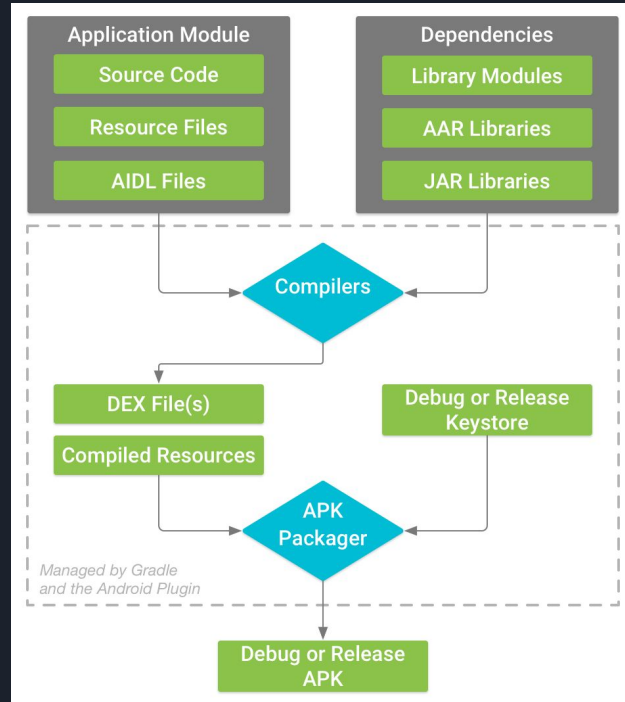 Application Module
Source Code
Resource Files
AIDL Files
Dependencies
Library Modules
AAR Libraries
JAR Libraries
Compilers
DEX File(s)
Compiled Resources
Debug or Release
Keystore
APK
Packager
Managed by Gradle
and the Android Plugin
Debug or Release
APK